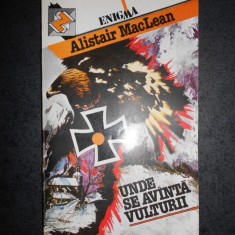 ENIGMA
Alistair MacLean
UNDE
SE AVÎNTĂ
VULTURII